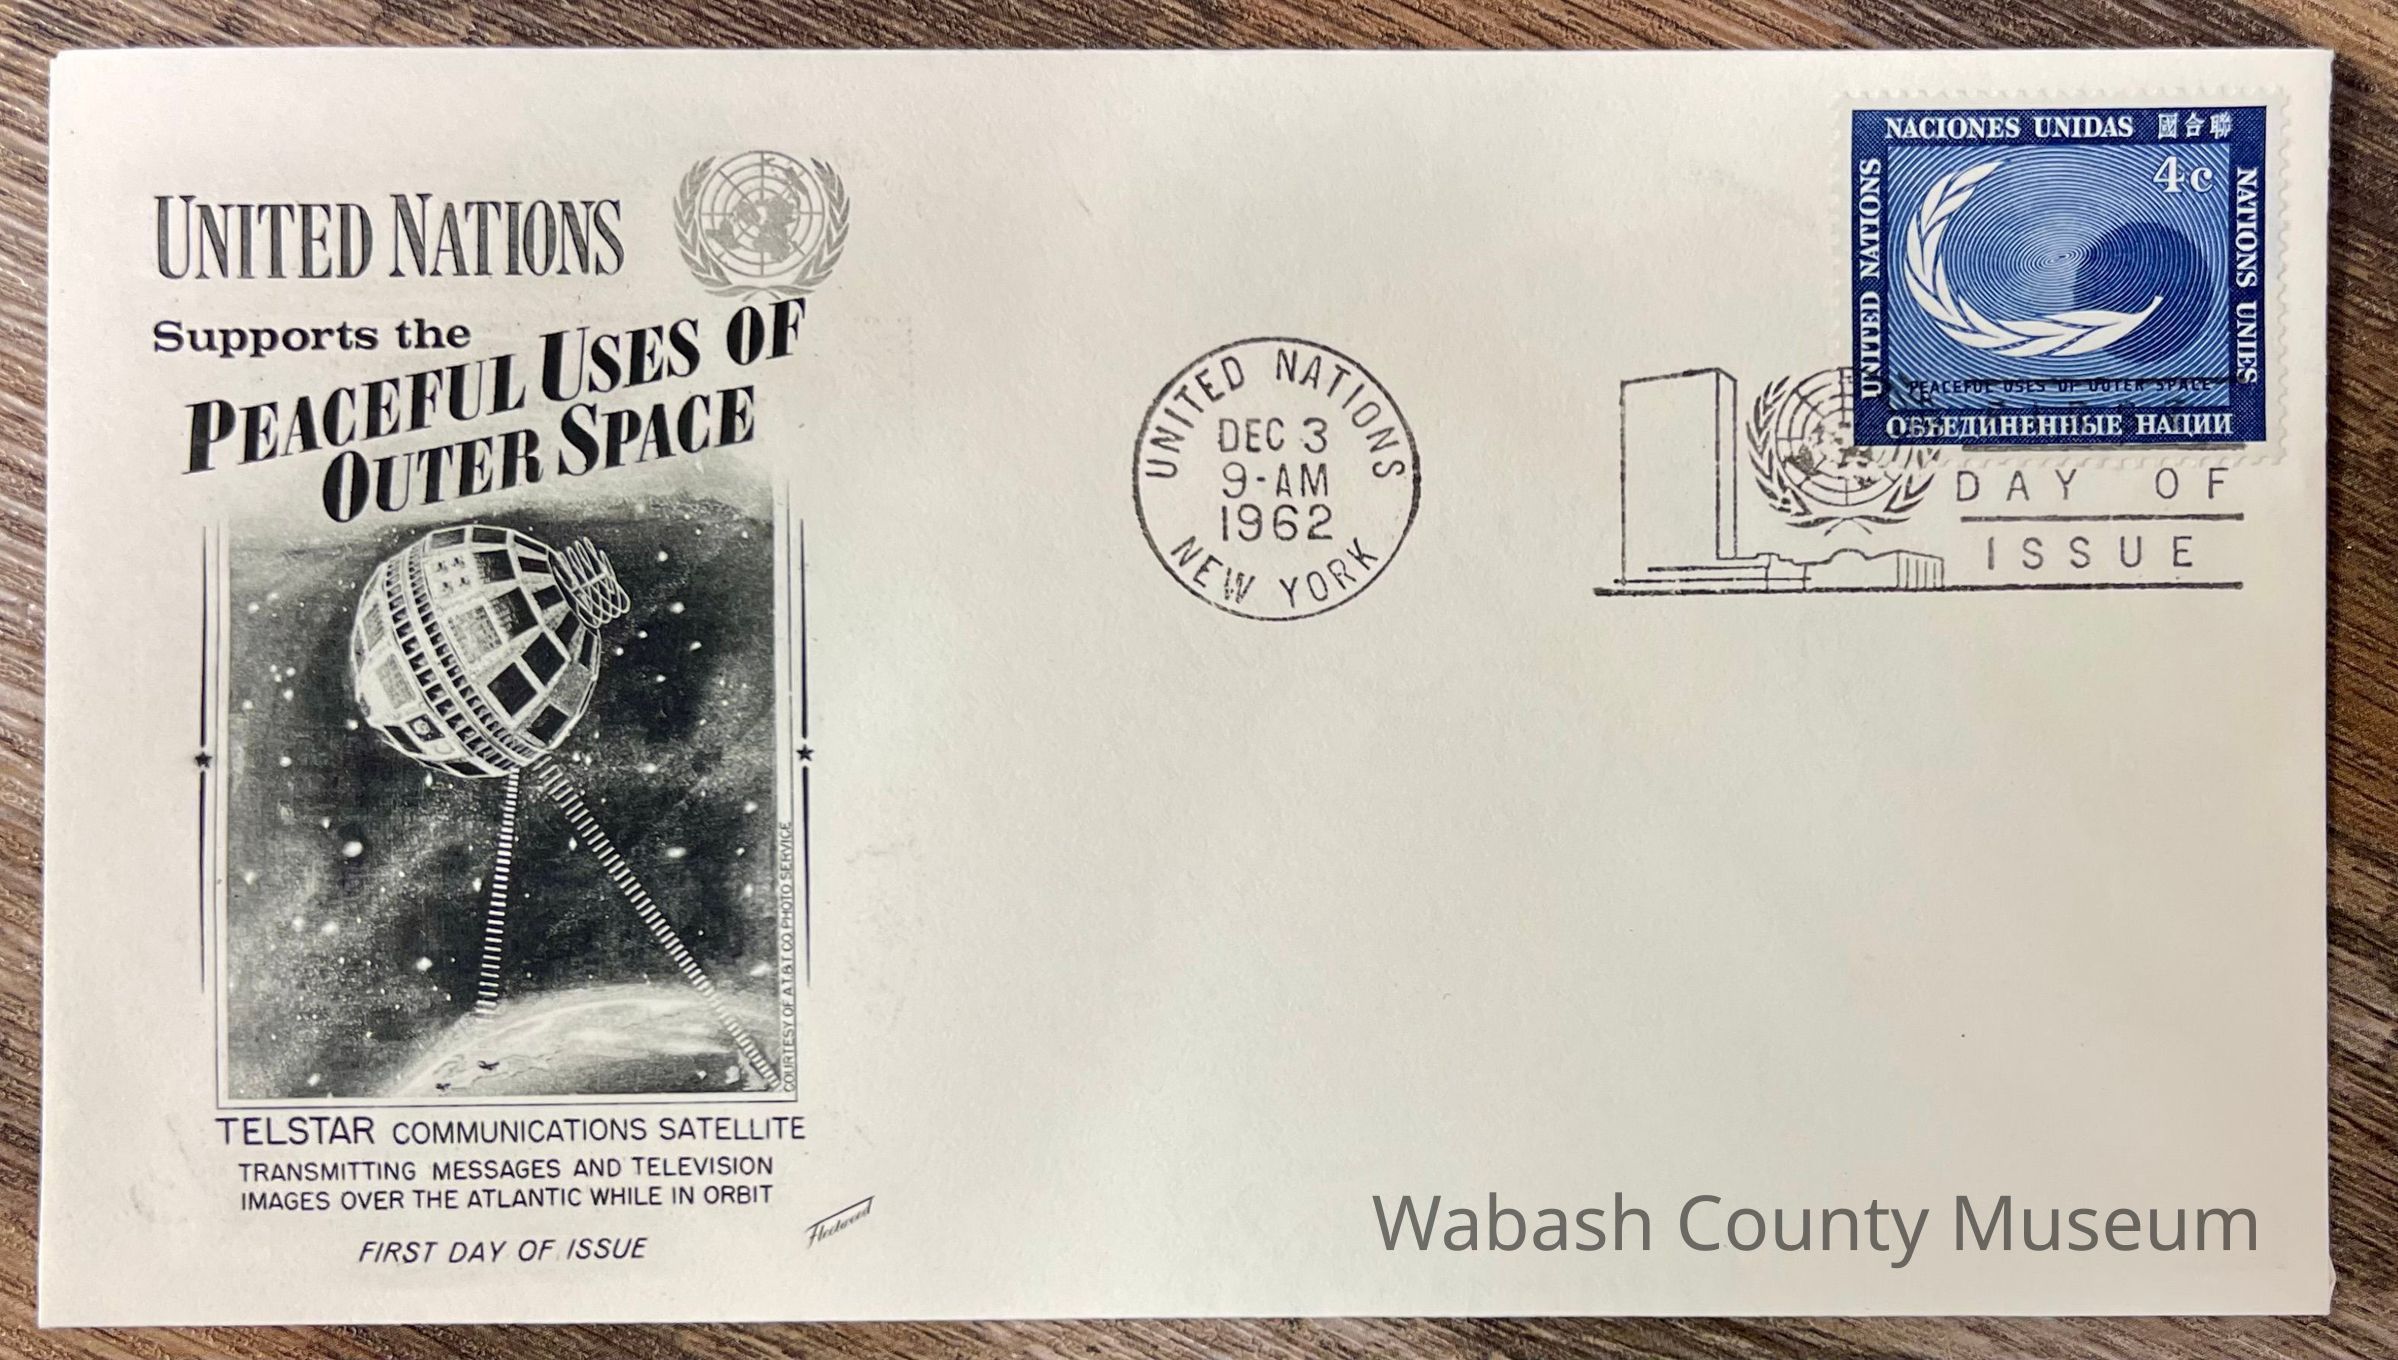 UNITED NATIONS
Supports the
PEACEFUL USES OF
OUTER SPACE
COURTESY OF A.T.&T. CO. PHOTO SERVICE
TELSTAR COMMUNICATIONS SATELLITE
TRANSMITTING MESSAGES AND TELEVISION
IMAGES OVER THE ATLANTIC WHILE IN ORBIT
FIRST DAY OF ISSUE
Fleetwood
UNITED NATIONS
DEC 3
9-AM
1962
NEW YORK
NACIONES UNIDAS 國合聯
4c
UNITED NATIONS
NATIONS UNIES
PEACEFUL USES OF OUTER SPACE
ОБЪЕДИНЕННЫЕ НАЦИИ
DAY OF
ISSUE
Wabash County Museum